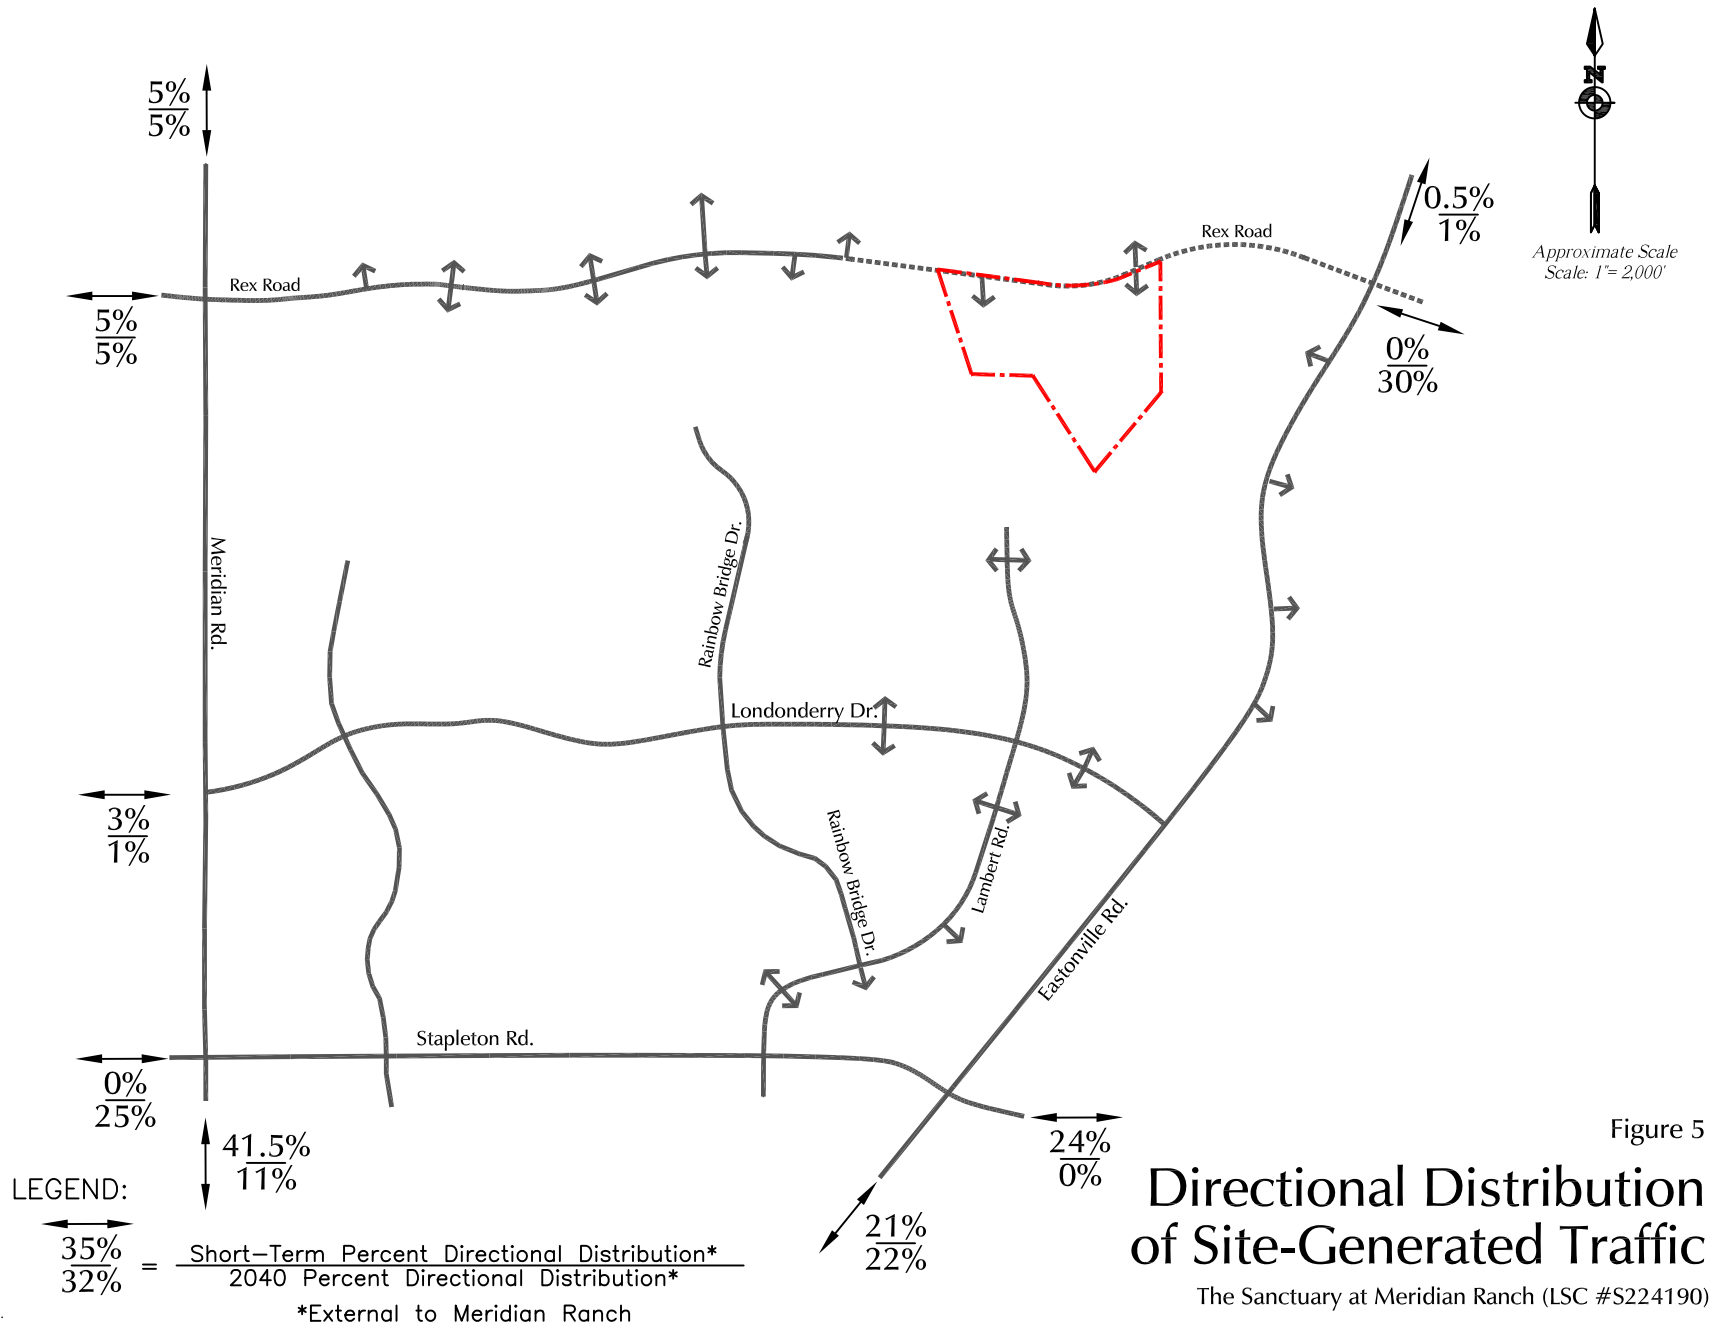 5%
5%
N
0.5%
1%
Approximate Scale
Scale: 1"= 2,000'
Rex Road
Rex Road
5%
5%
0%
30%
Meridian Rd.
Rainbow Bridge Dr.
Londonderry Dr.
3%
1%
Rainbow Bridge Dr.
Lambert Rd.
Eastonville Rd.
Stapleton Rd.
0%
25%
41.5%
11%
24%
0%
21%
22%
LEGEND:
35%
32%
=
Short-Term Percent Directional Distribution*
2040 Percent Directional Distribution*
*External to Meridian Ranch
Figure 5
Directional Distribution
of Site-Generated Traffic
The Sanctuary at Meridian Ranch (LSC #S224190)